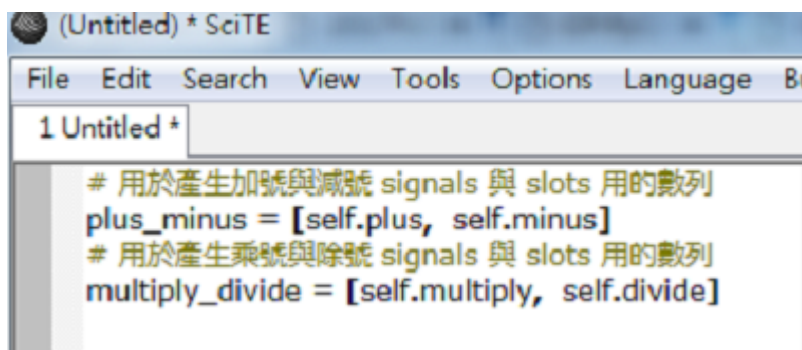 (Untitled) * SciTE
File Edit Search View Tools Options Language
1 Untitled *
# 用於產生加號與減號 signals 與 slots 用的數列
plus_minus = [self.plus, self.minus]
# 用於產生乘號與除號 signals 與 slots 用的數列
multiply_divide = [self.multiply, self.divide]